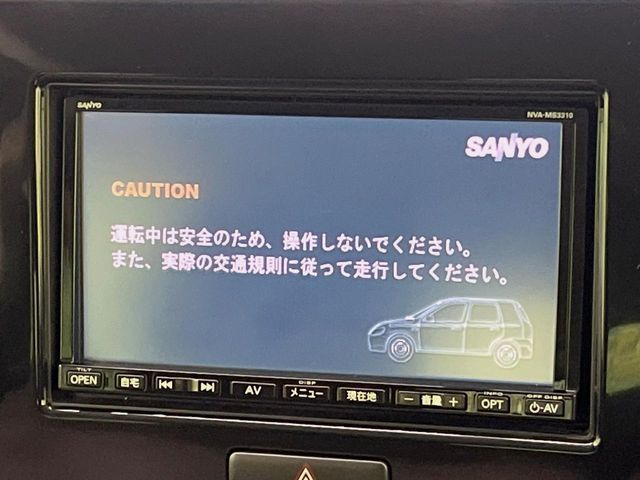 SANYO
NVA-MS3310
SANYO
CAUTION
運転中は安全のため、操作しないでください。
また、実際の交通規則に従って走行してください。
TILT
DISP
INFO
OFF DISP
OPEN
自宅
AV
メニュー
現在地
− 音量 +
OPT
⏻-AV